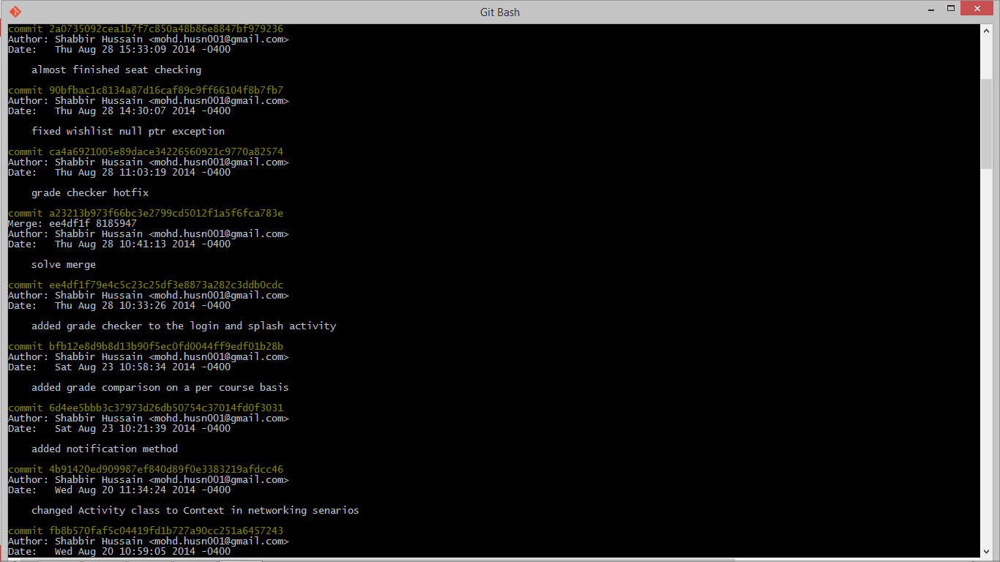 Git Bash
commit 2a0735092cea1b7f7c850a48b86e8847bf979236
Author: Shabbir Hussain <mohd.husn001@gmail.com>
Date:   Thu Aug 28 15:33:09 2014 -0400
almost finished seat checking
commit 90bfbac1c8134a87d16caf89c9ff66104f8b7fb7
Author: Shabbir Hussain <mohd.husn001@gmail.com>
Date:   Thu Aug 28 14:30:07 2014 -0400
fixed wishlist null ptr exception
commit ca4a6921005e89dace34226560921c9770a82574
Author: Shabbir Hussain <mohd.husn001@gmail.com>
Date:   Thu Aug 28 11:03:19 2014 -0400
grade checker hotfix
commit a23213b973f66bc3e2799cd5012f1a5f6fca783e
Merge: ee4df1f 8185947
Author: Shabbir Hussain <mohd.husn001@gmail.com>
Date:   Thu Aug 28 10:41:13 2014 -0400
solve merge
commit ee4df1f79e4c5c23c25df3e8873a282c3ddb0cdc
Author: Shabbir Hussain <mohd.husn001@gmail.com>
Date:   Thu Aug 28 10:33:26 2014 -0400
added grade checker to the login and splash activity
commit bfb12e8d9b8d13b90f5ec0fd0044ff9edf01b28b
Author: Shabbir Hussain <mohd.husn001@gmail.com>
Date:   Sat Aug 23 10:58:34 2014 -0400
added grade comparison on a per course basis
commit 6d4ee5bbb3c37973d26db50754c37014fd0f3031
Author: Shabbir Hussain <mohd.husn001@gmail.com>
Date:   Sat Aug 23 10:21:39 2014 -0400
added notification method
commit 4b91420ed909987ef840d89f0e3383219afdcc46
Author: Shabbir Hussain <mohd.husn001@gmail.com>
Date:   Wed Aug 20 11:34:24 2014 -0400
changed Activity class to Context in networking senarios
commit fb8b570faf5c04419fd1b727a90cc251a6457243
Author: Shabbir Hussain <mohd.husn001@gmail.com>
Date:   Wed Aug 20 10:59:05 2014 -0400